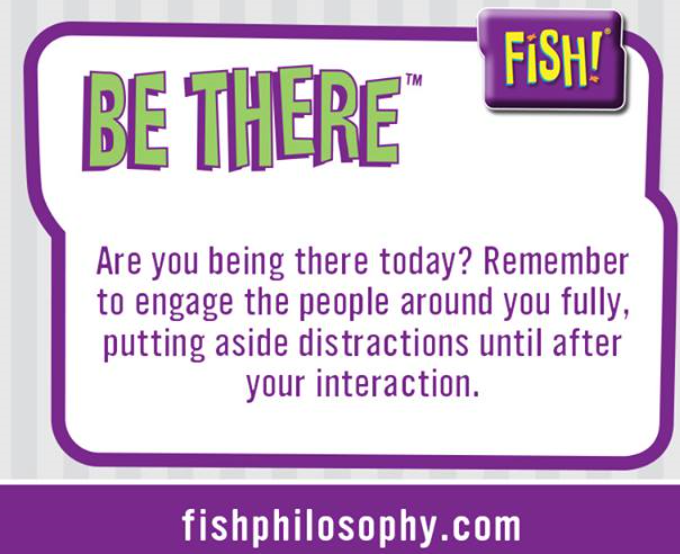 FiSH!®
BE THERE™
Are you being there today? Remember
to engage the people around you fully,
putting aside distractions until after
your interaction.
fishphilosophy.com